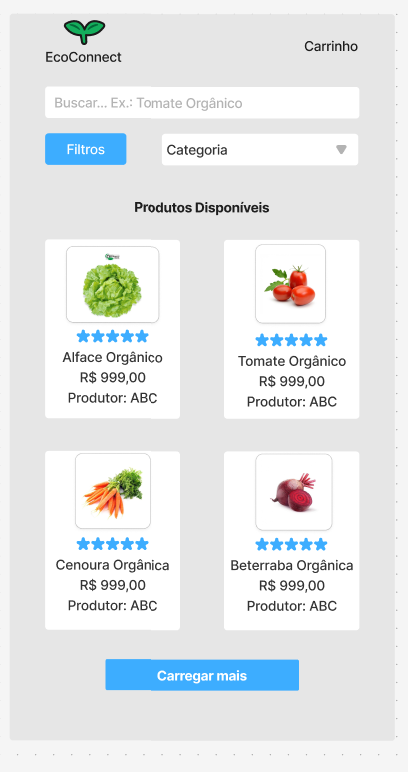 EcoConnect
Carrinho
Buscar... Ex.: Tomate Orgânico
Filtros
Categoria
Produtos Disponíveis
Alface Orgânico
R$ 999,00
Produtor: ABC
Tomate Orgânico
R$ 999,00
Produtor: ABC
Cenoura Orgânica
R$ 999,00
Produtor: ABC
Beterraba Orgânica
R$ 999,00
Produtor: ABC
Carregar mais